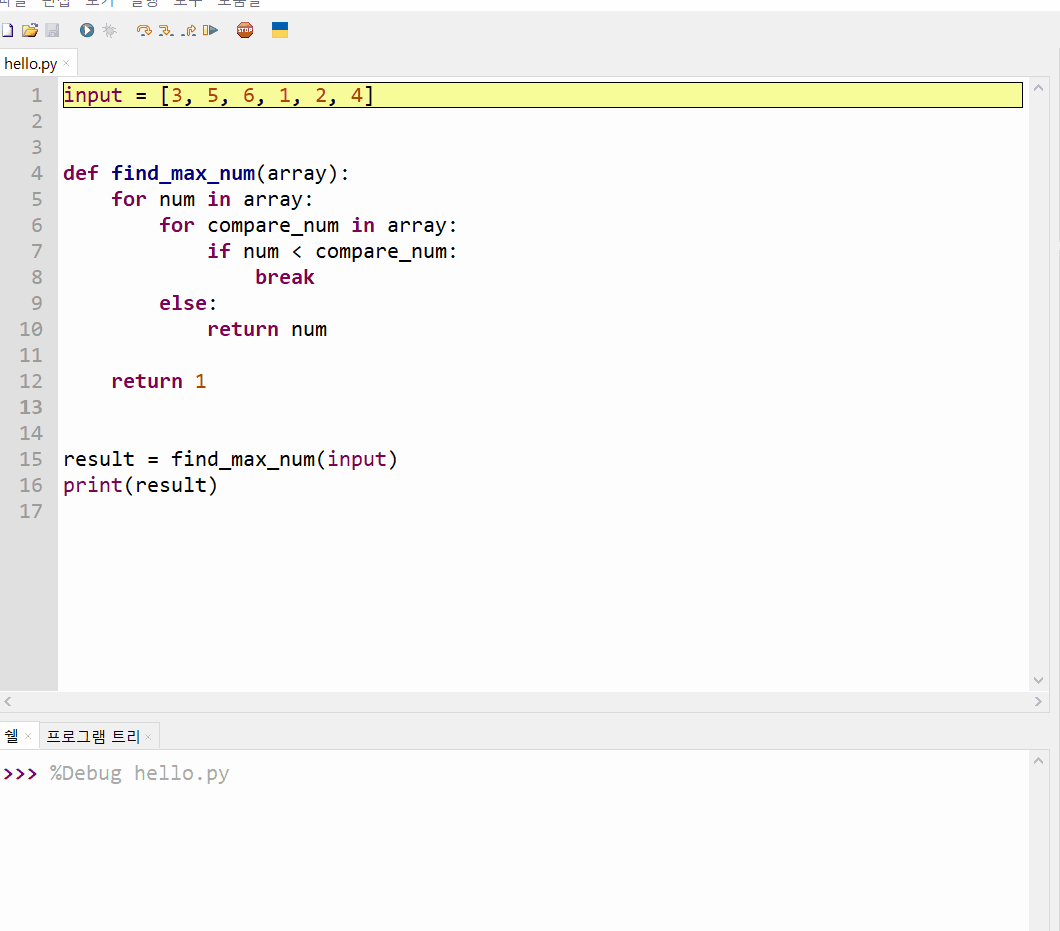 STOP
hello.py
1 input = [3, 5, 6, 1, 2, 4]
2
3
4 def find_max_num(array):
5     for num in array:
6         for compare_num in array:
7             if num < compare_num:
8                 break
9         else:
10             return num
11
12     return 1
13
14
15 result = find_max_num(input)
16 print(result)
17
쉘 프로그램 트리
>>> %Debug hello.py